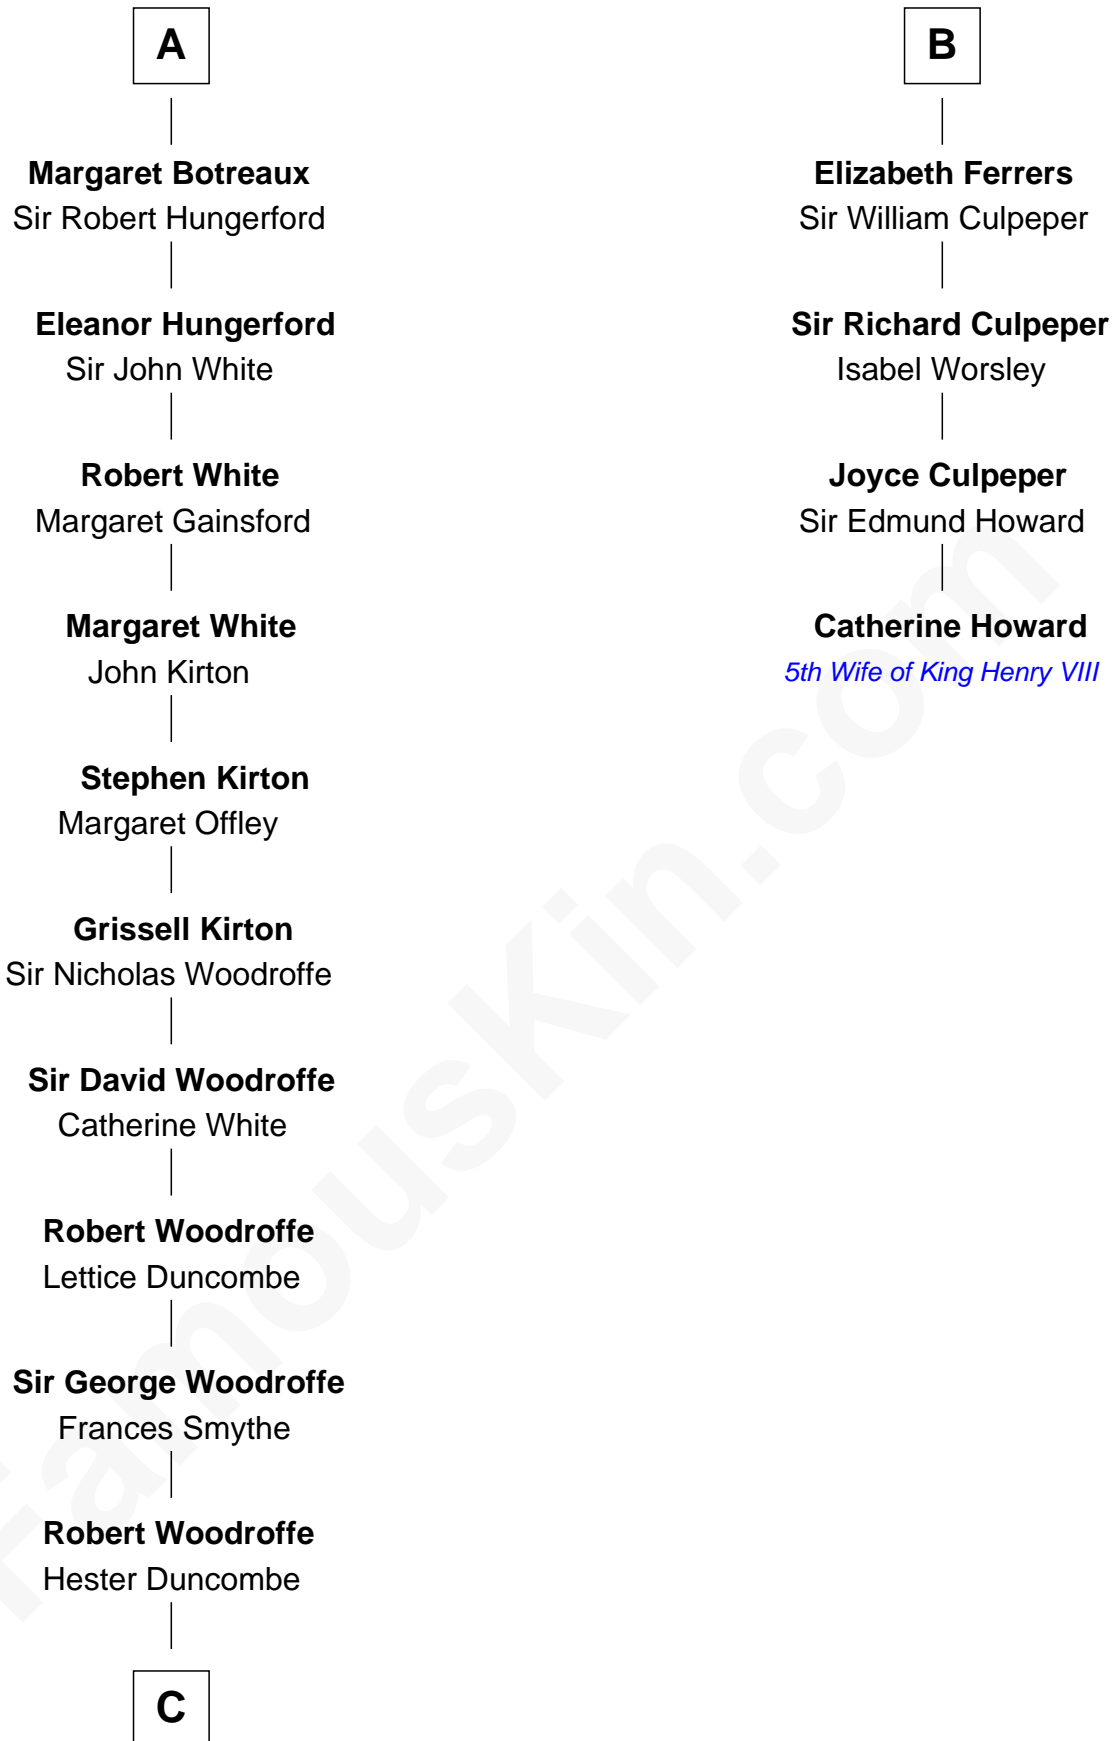 A
Margaret Botreaux
Sir Robert Hungerford
Eleanor Hungerford
Sir John White
Robert White
Margaret Gainsford
Margaret White
John Kirton
Stephen Kirton
Margaret Offley
Grissell Kirton
Sir Nicholas Woodroffe
Sir David Woodroffe
Catherine White
Robert Woodroffe
Lettice Duncombe
Sir George Woodroffe
Frances Smythe
Robert Woodroffe
Hester Duncombe
C
B
Elizabeth Ferrers
Sir William Culpeper
Sir Richard Culpeper
Isabel Worsley
Joyce Culpeper
Sir Edmund Howard
Catherine Howard
5th Wife of King Henry VIII
FamousKin.com